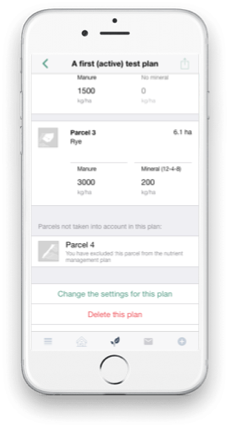 A first (active) test plan
Manure No mineral
1500 0
kg/ha kg/ha
Parcel 3 6.1 ha
Rye
Manure Mineral (12-4-8)
3000 200
kg/ha kg/ha
Parcels not taken into account in this plan:
Parcel 4
You have excluded this parcel from the nutrient
management plan
Change the settings for this plan
Delete this plan